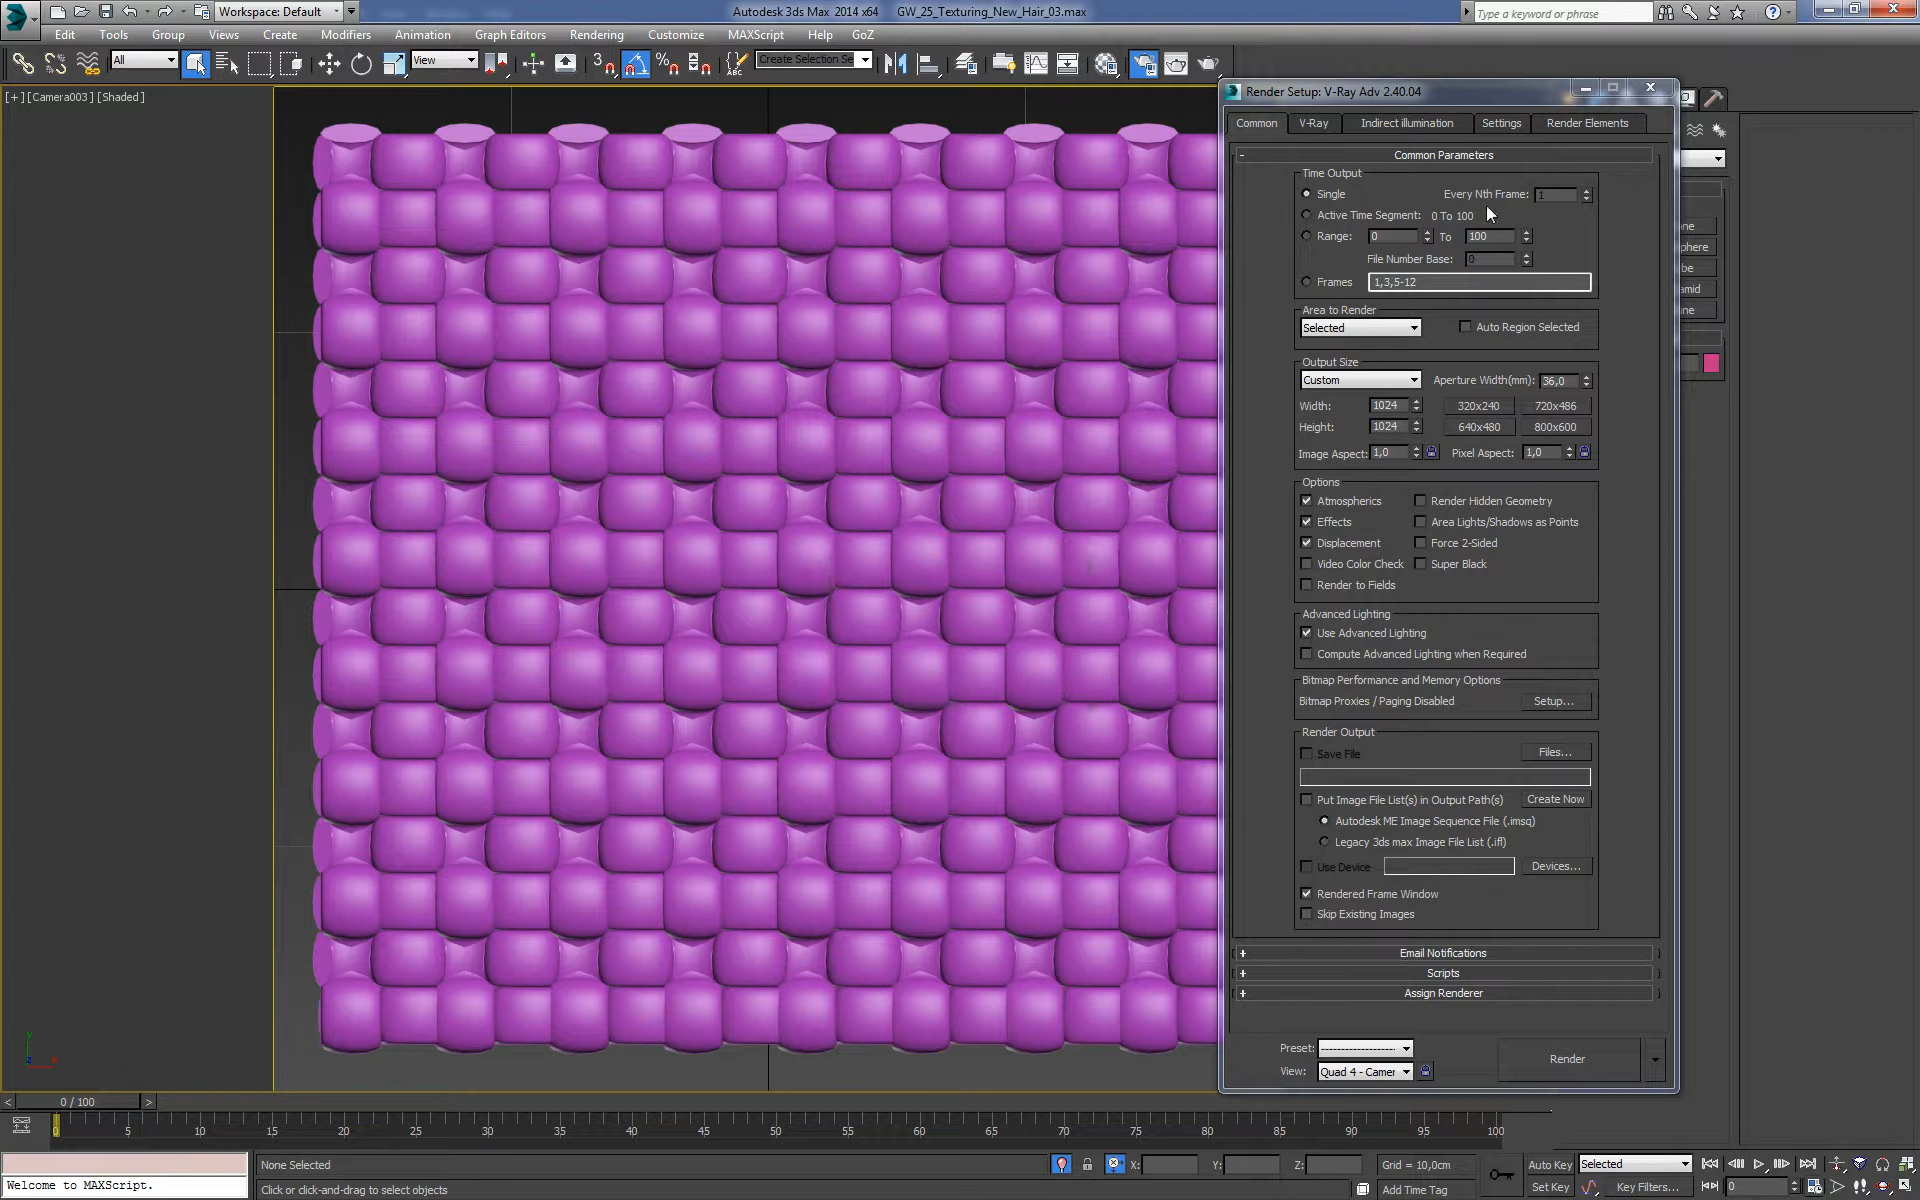 Workspace: Default
Autodesk 3ds Max 2014 x64 GW_25_Texturing_New_Hair_03.max
Type a keyword or phrase
Edit Tools Group Views Create Modifiers Animation Graph Editors Rendering Customize MAXScript Help GoZ
All
View
Create Selection Se
[+] [Camera003] [Shaded]
Render Setup: V-Ray Adv 2.40.04
Common V-Ray Indirect illumination Settings Render Elements
- Common Parameters
Time Output
Single Every Nth Frame: 1
Active Time Segment: 0 To 100
Range: 0 To 100
File Number Base: 0
Frames 1,3,5-12
Area to Render
Selected Auto Region Selected
Output Size
Custom Aperture Width(mm): 36,0
Width: 1024 320x240 720x486
Height: 1024 640x480 800x600
Image Aspect: 1,0 Pixel Aspect: 1,0
Options
Atmospherics Render Hidden Geometry
Effects Area Lights/Shadows as Points
Displacement Force 2-Sided
Video Color Check Super Black
Render to Fields
Advanced Lighting
Use Advanced Lighting
Compute Advanced Lighting when Required
Bitmap Performance and Memory Options
Bitmap Proxies / Paging Disabled Setup...
Render Output
Save File Files...
Put Image File List(s) in Output Path(s) Create Now
Autodesk ME Image Sequence File (.imsq)
Legacy 3ds max Image File List (.ifl)
Use Device Devices...
Rendered Frame Window
Skip Existing Images
+ Email Notifications
+ Scripts
+ Assign Renderer
Preset: --------------------
View: Quad 4 - Camer
Render
one
phere
be
amid
ne
y
z x
< 0 / 100 >
0 5 10 15 20 25 30 35 40 45 50 55 60 65 70 75 80 85 90 95 100
None Selected
X: Y: Z: Grid = 10,0cm
Auto Key Selected
Welcome to MAXScript.
Click or click-and-drag to select objects
Add Time Tag
Set Key Key Filters... 0